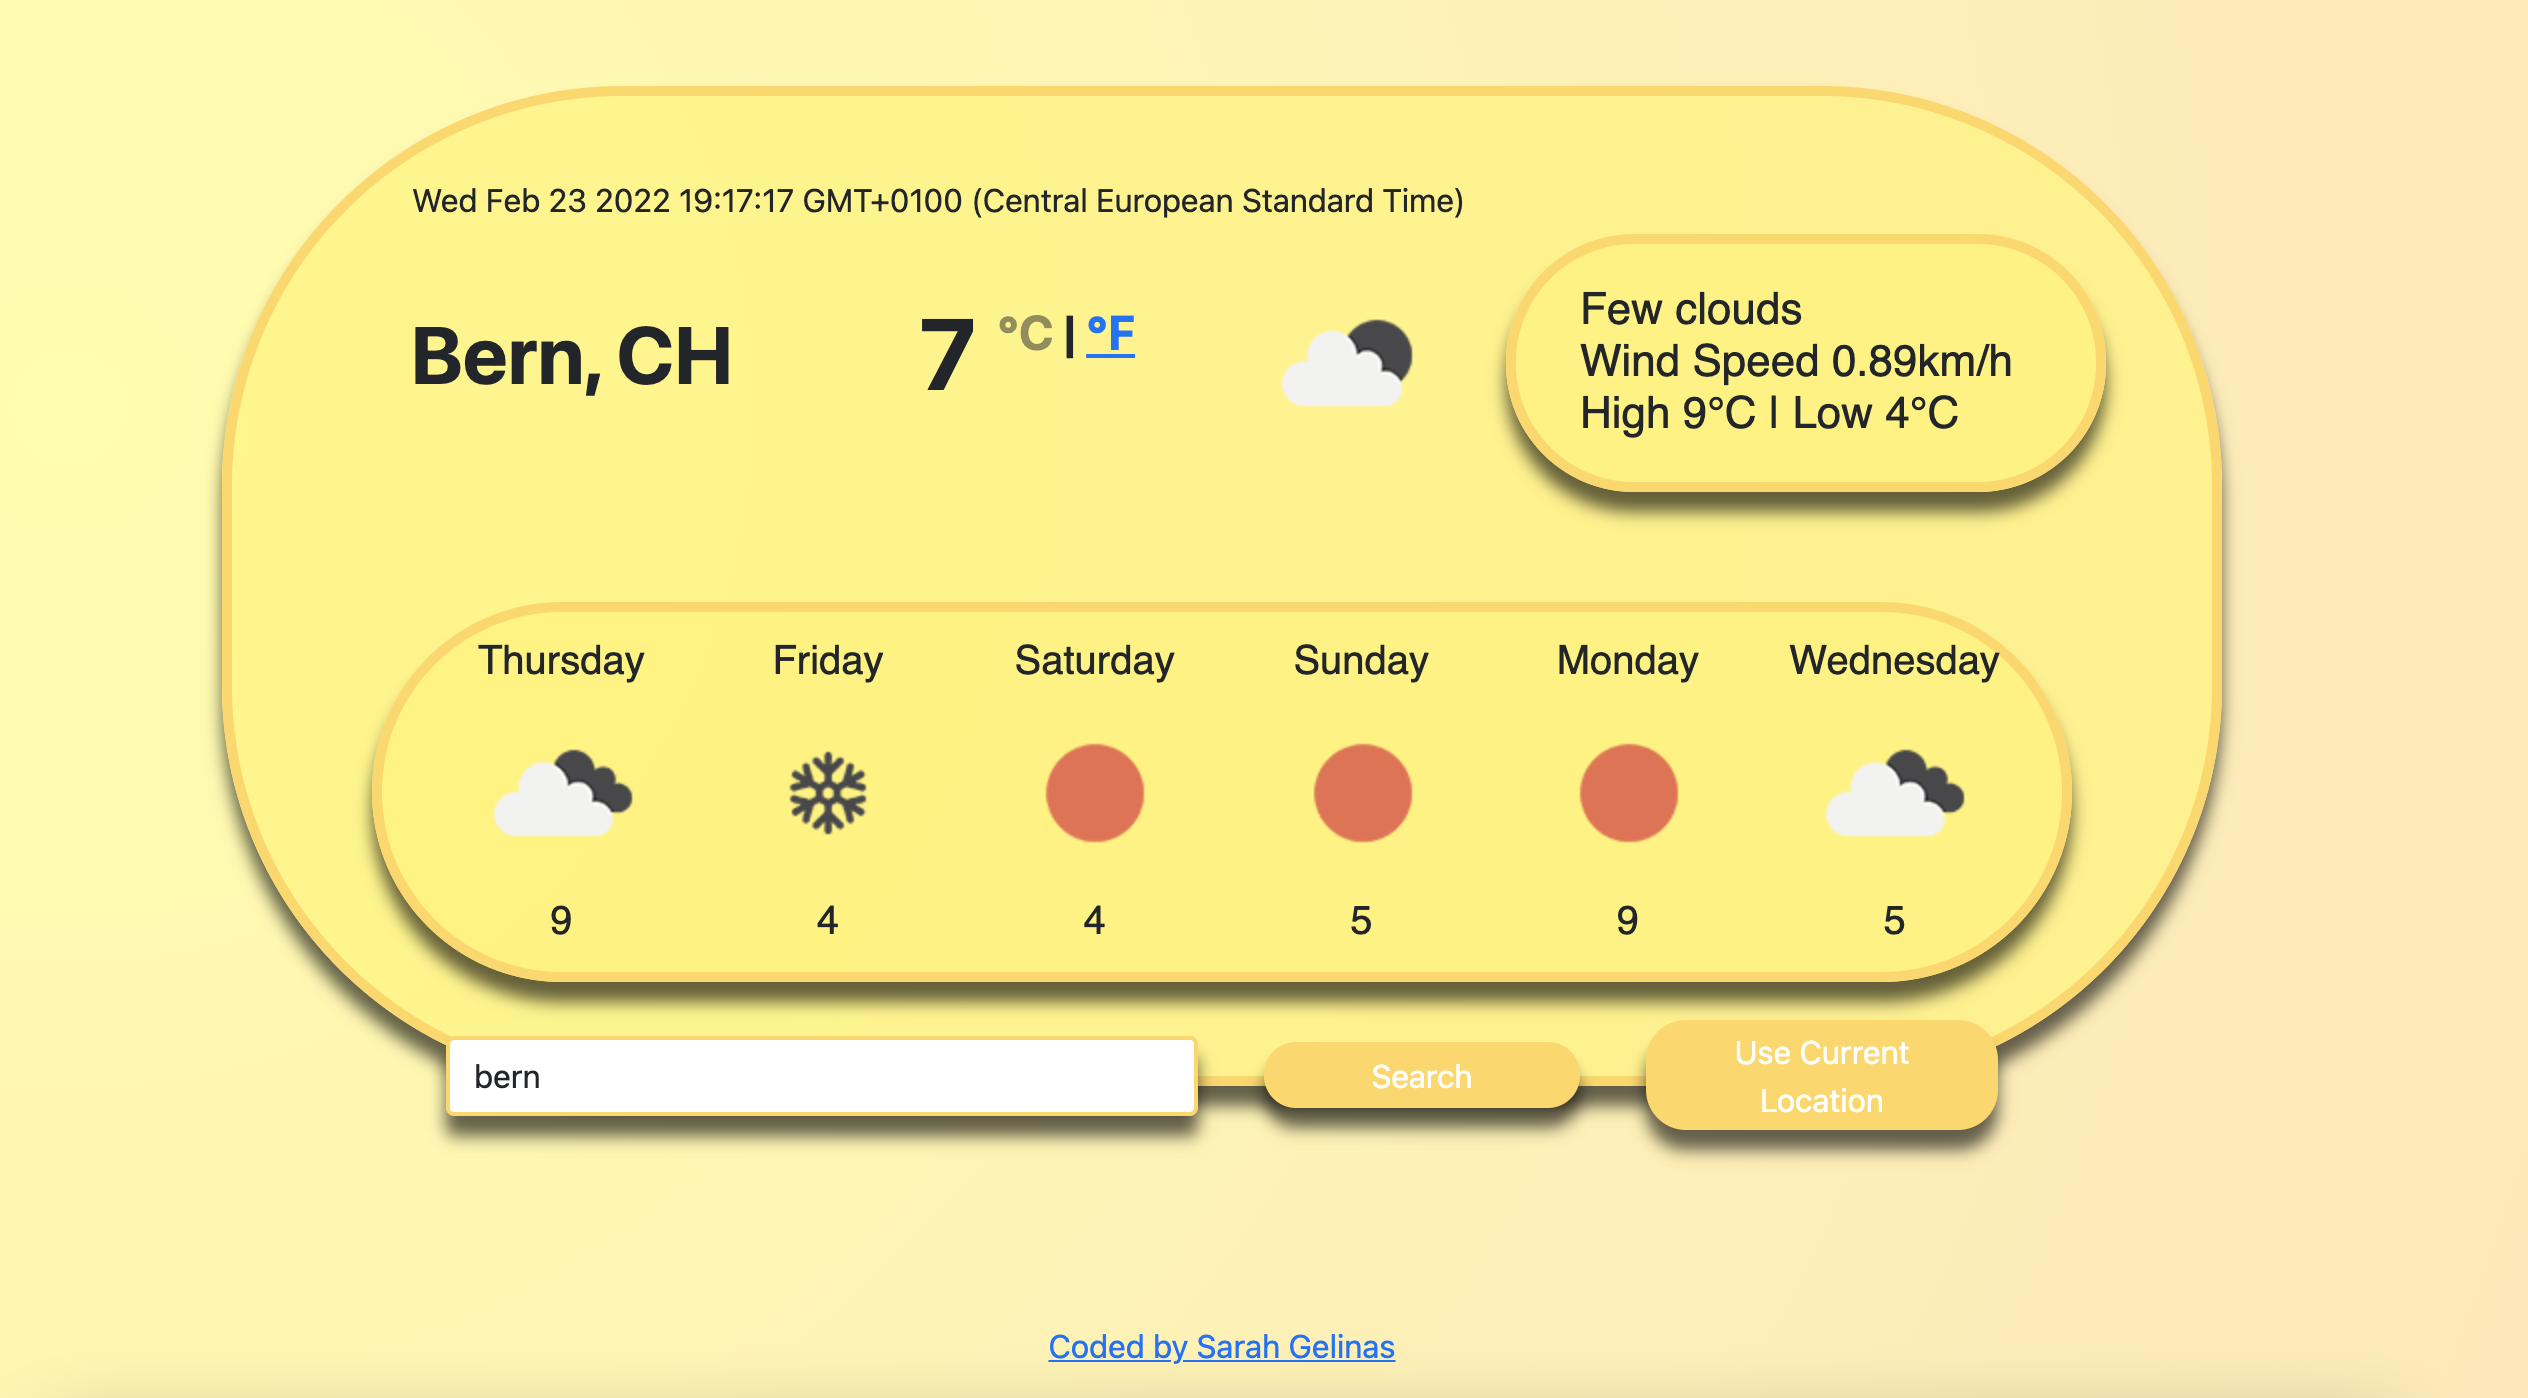 Wed Feb 23 2022 19:17:17 GMT+0100 (Central European Standard Time)
Bern, CH
7 °C | °F
Few clouds
Wind Speed 0.89km/h
High 9°C | Low 4°C
Thursday Friday Saturday Sunday Monday Wednesday
9 4 4 5 9 5
bern
Search
Use Current
Location
Coded by Sarah Gelinas